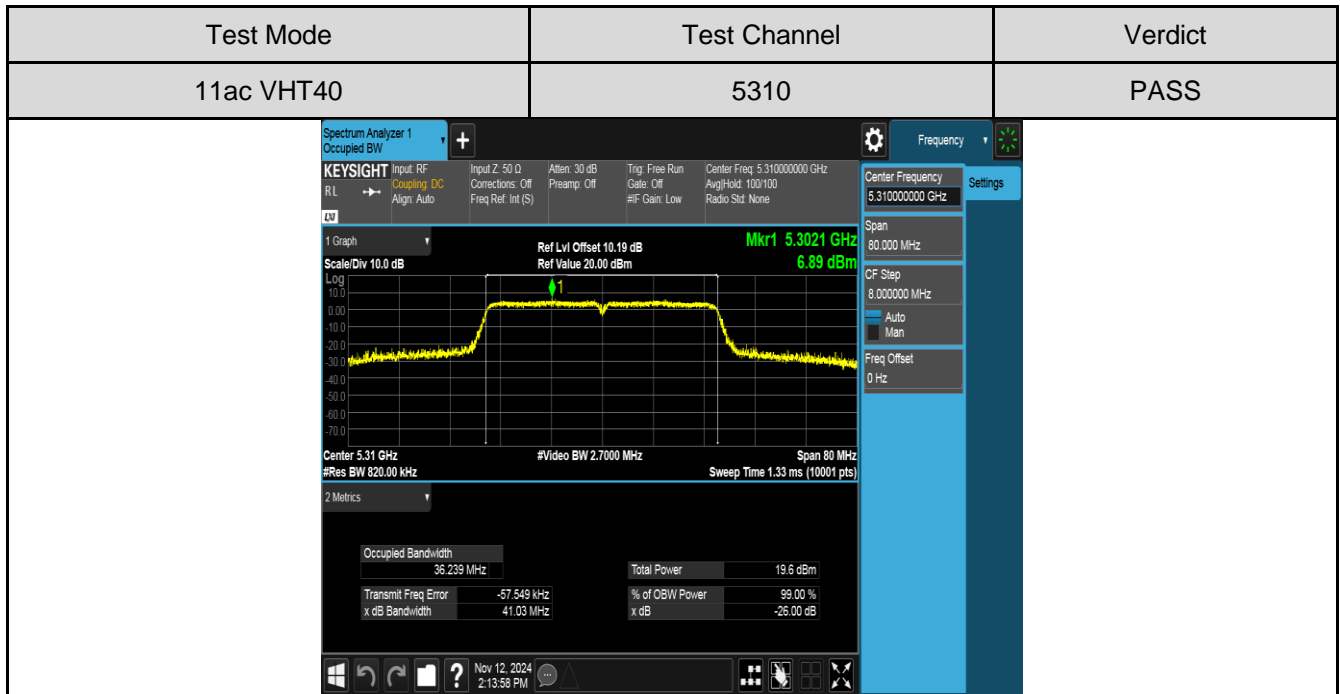 Test Mode Test Channel Verdict
11ac VHT40 5310 PASS
Spectrum Analyzer 1
Occupied BW
+
Frequency
KEYSIGHT Input: RF Input Z: 50 Ω Atten: 30 dB Trig: Free Run Center Freq: 5.310000000 GHz
RL Coupling: DC Corrections: Off Preamp: Off Gate: Off Avg|Hold: 100/100
Align: Auto Freq Ref: Int (S) #IF Gain: Low Radio Std: None
LXI
Center Frequency
5.310000000 GHz
Settings
Span
80.000 MHz
CF Step
8.000000 MHz
Auto
Man
Freq Offset
0 Hz
1 Graph Ref Lvl Offset 10.19 dB Mkr1 5.3021 GHz
Scale/Div 10.0 dB Ref Value 20.00 dBm 6.89 dBm
Log
1
10.0
0.00
-10.0
-20.0
-30.0
-40.0
-50.0
-60.0
-70.0
Center 5.31 GHz #Video BW 2.7000 MHz Span 80 MHz
#Res BW 820.00 kHz Sweep Time 1.33 ms (10001 pts)
2 Metrics
Occupied Bandwidth
36.239 MHz Total Power 19.6 dBm
Transmit Freq Error -57.549 kHz % of OBW Power 99.00 %
x dB Bandwidth 41.03 MHz x dB -26.00 dB
? Nov 12, 2024
2:13:58 PM